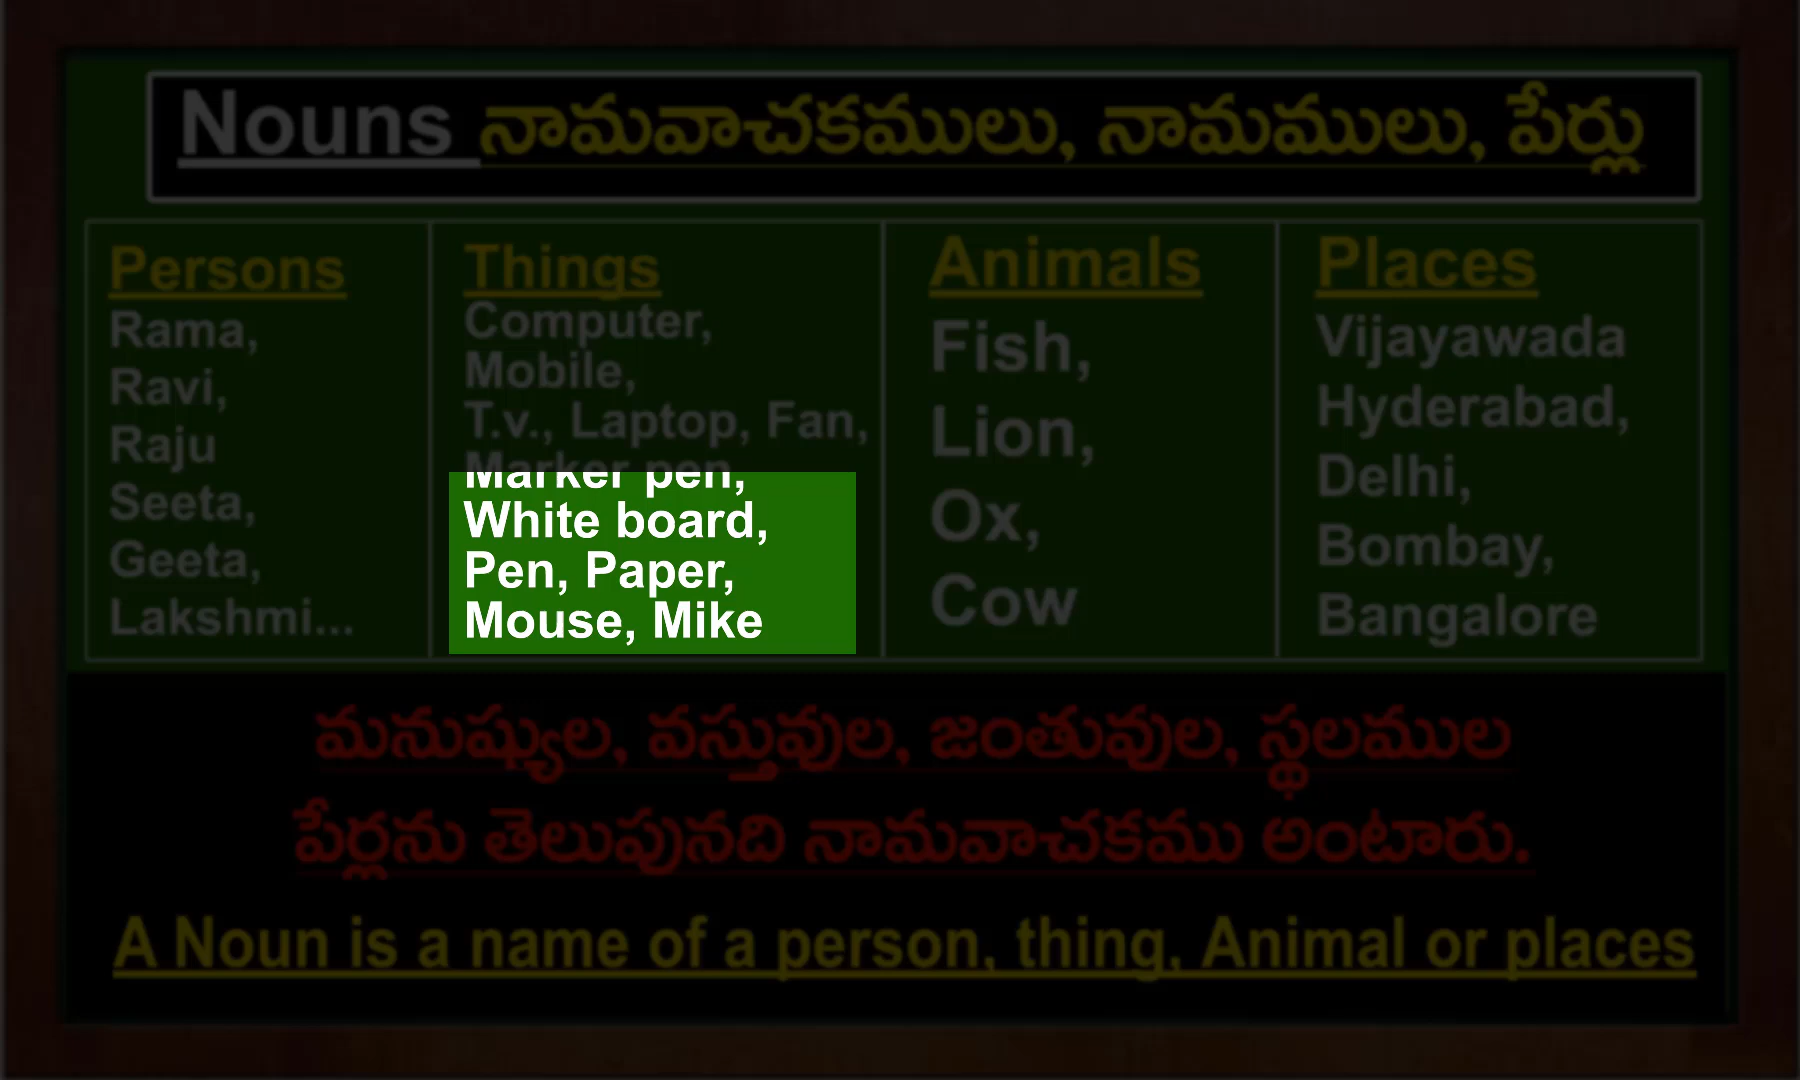 Nouns నామవాచకములు, నామములు, పేర్లు
Persons
Rama,
Ravi,
Raju
Seeta,
Geeta,
Lakshmi...
Things
Computer,
Mobile,
T.v., Laptop, Fan,
Marker pen,
White board,
Pen, Paper,
Mouse, Mike
Animals
Fish,
Lion,
Ox,
Cow
Places
Vijayawada
Hyderabad,
Delhi,
Bombay,
Bangalore
మనుష్యుల, వస్తువుల, జంతువుల, స్థలముల
పేర్లను తెలుపునది నామవాచకము అంటారు.
A Noun is a name of a person, thing, Animal or places